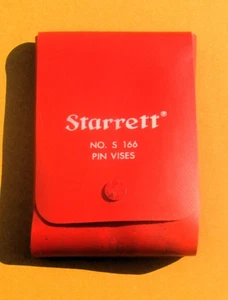 Starrett®
NO. S 166
PIN VISES